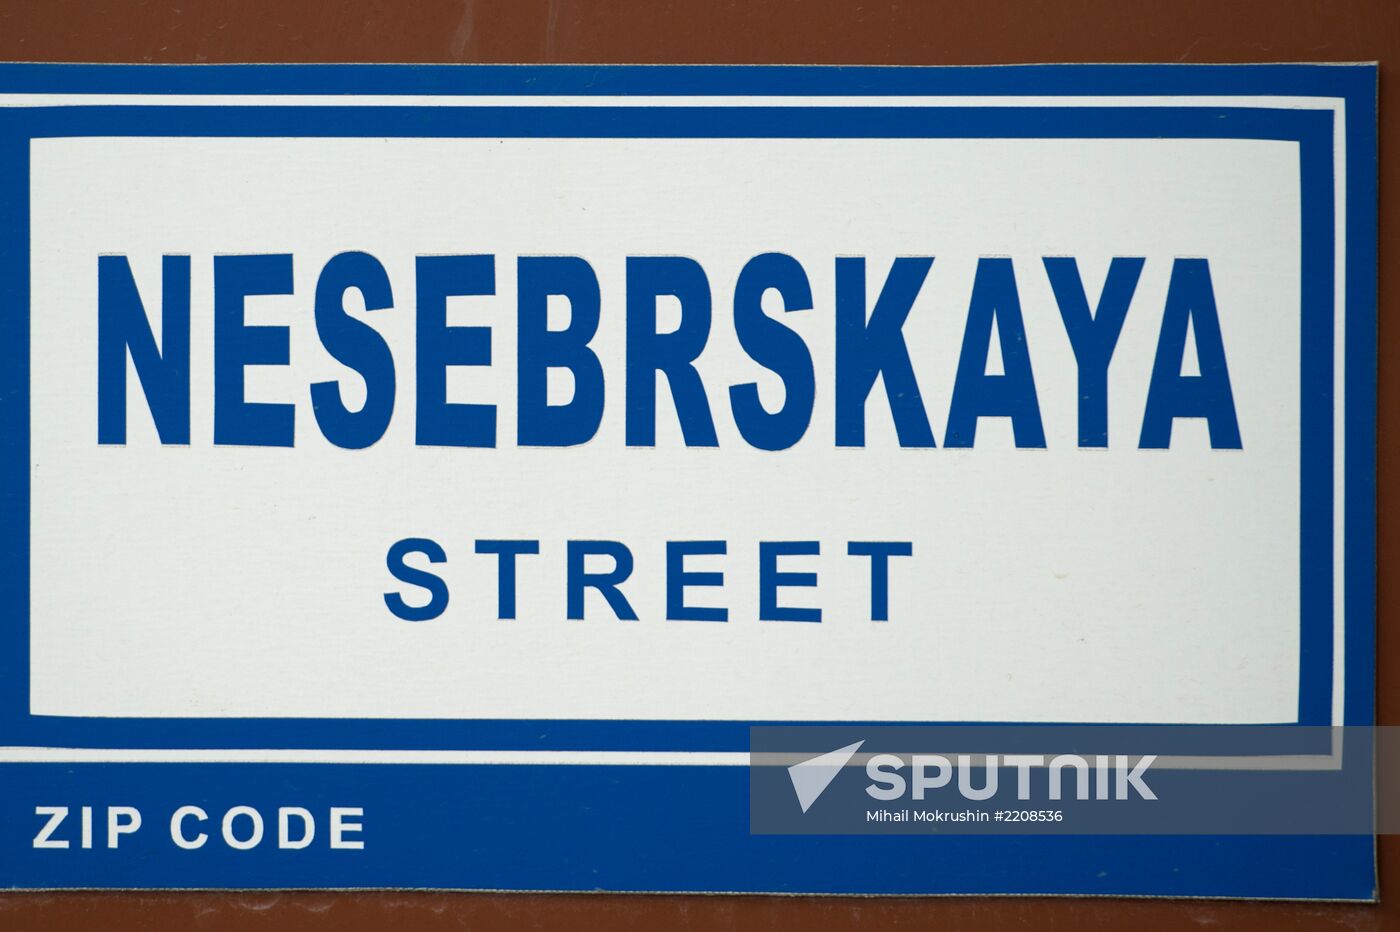 NESEBRSKAYA
STREET
ZIP CODE
SPUTNIK
Mihail Mokrushin #2208536